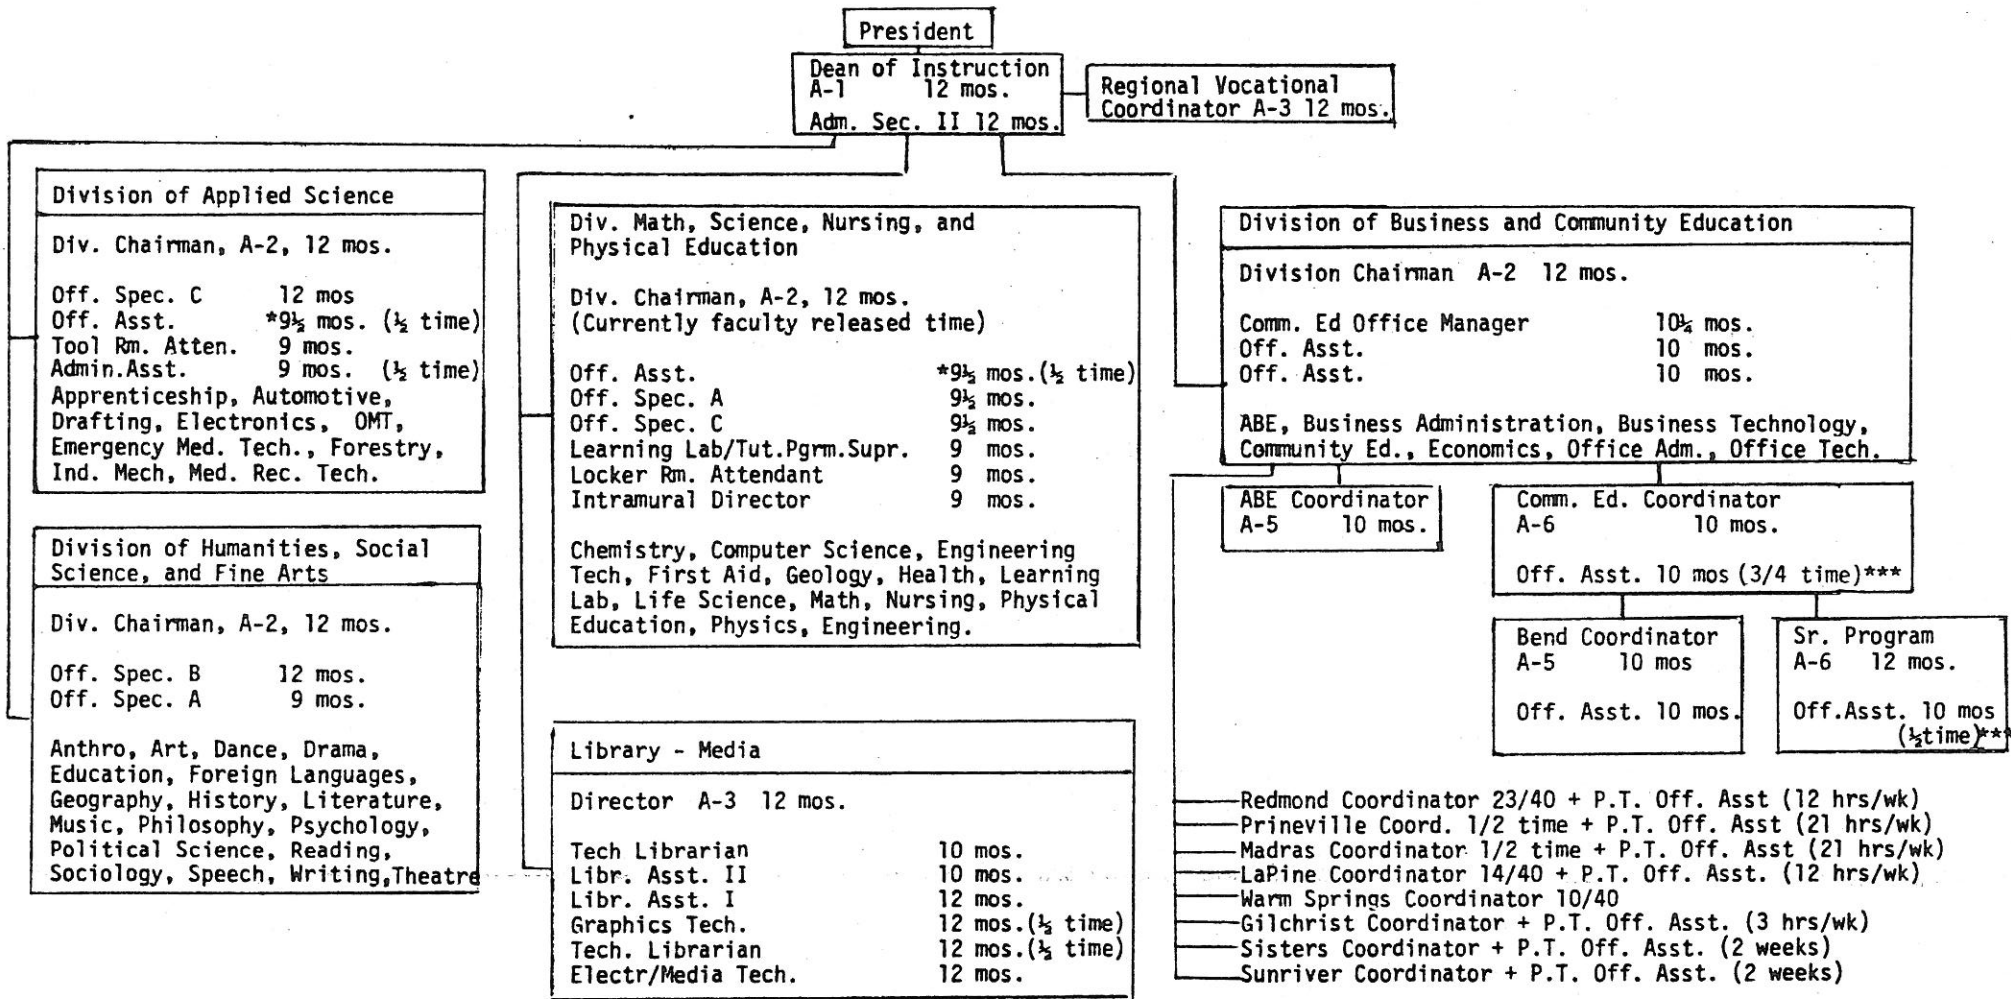 President
Dean of Instruction
A-1 12 mos.
Adm. Sec. II 12 mos.
Regional Vocational
Coordinator A-3 12 mos.
Division of Applied Science
Div. Chairman, A-2, 12 mos.
Off. Spec. C 12 mos
Off. Asst. *9½ mos. (½ time)
Tool Rm. Atten. 9 mos.
Admin.Asst. 9 mos. (½ time)
Apprenticeship, Automotive,
Drafting, Electronics, OMT,
Emergency Med. Tech., Forestry,
Ind. Mech, Med. Rec. Tech.
Division of Humanities, Social
Science, and Fine Arts
Div. Chairman, A-2, 12 mos.
Off. Spec. B 12 mos.
Off. Spec. A 9 mos.
Anthro, Art, Dance, Drama,
Education, Foreign Languages,
Geography, History, Literature,
Music, Philosophy, Psychology,
Political Science, Reading,
Sociology, Speech, Writing,Theatre
Div. Math, Science, Nursing, and
Physical Education
Div. Chairman, A-2, 12 mos.
(Currently faculty released time)
Off. Asst. *9½ mos.(½ time)
Off. Spec. A 9½ mos.
Off. Spec. C 9½ mos.
Learning Lab/Tut.Pgrm.Supr. 9 mos.
Locker Rm. Attendant 9 mos.
Intramural Director 9 mos.
Chemistry, Computer Science, Engineering
Tech, First Aid, Geology, Health, Learning
Lab, Life Science, Math, Nursing, Physical
Education, Physics, Engineering.
Library - Media
Director A-3 12 mos.
Tech Librarian 10 mos.
Libr. Asst. II 10 mos.
Libr. Asst. I 12 mos.
Graphics Tech. 12 mos.(½ time)
Tech. Librarian 12 mos.(½ time)
Electr/Media Tech. 12 mos.
Division of Business and Community Education
Division Chairman A-2 12 mos.
Comm. Ed Office Manager 10¼ mos.
Off. Asst. 10 mos.
Off. Asst. 10 mos.
ABE, Business Administration, Business Technology,
Community Ed., Economics, Office Adm., Office Tech.
ABE Coordinator
A-5 10 mos.
Comm. Ed. Coordinator
A-6 10 mos.
Off. Asst. 10 mos (3/4 time)***
Bend Coordinator
A-5 10 mos
Off. Asst. 10 mos.
Sr. Program
A-6 12 mos.
Off.Asst. 10 mos
(½time)***
Redmond Coordinator 23/40 + P.T. Off. Asst (12 hrs/wk)
Prineville Coord. 1/2 time + P.T. Off. Asst (21 hrs/wk)
Madras Coordinator 1/2 time + P.T. Off. Asst (21 hrs/wk)
LaPine Coordinator 14/40 + P.T. Off. Asst. (12 hrs/wk)
Warm Springs Coordinator 10/40
Gilchrist Coordinator + P.T. Off. Asst. (3 hrs/wk)
Sisters Coordinator + P.T. Off. Asst. (2 weeks)
Sunriver Coordinator + P.T. Off. Asst. (2 weeks)